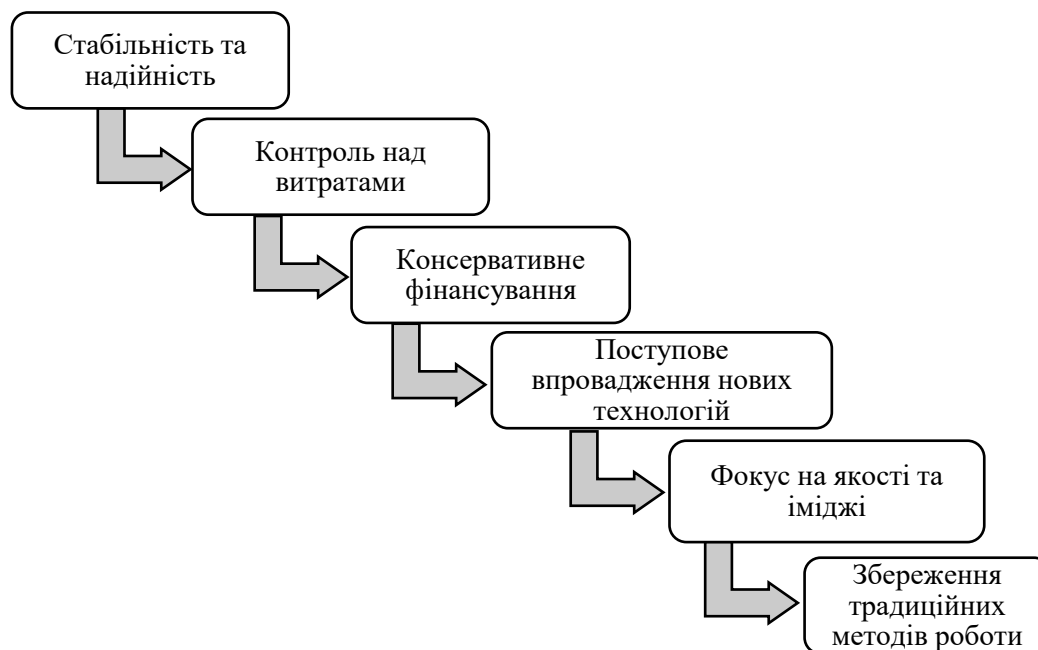 Стабільність та
надійність
Контроль над
витратами
Консервативне
фінансування
Поступове
впровадження нових
технологій
Фокус на якості та
іміджі
Збереження
традиційних
методів роботи